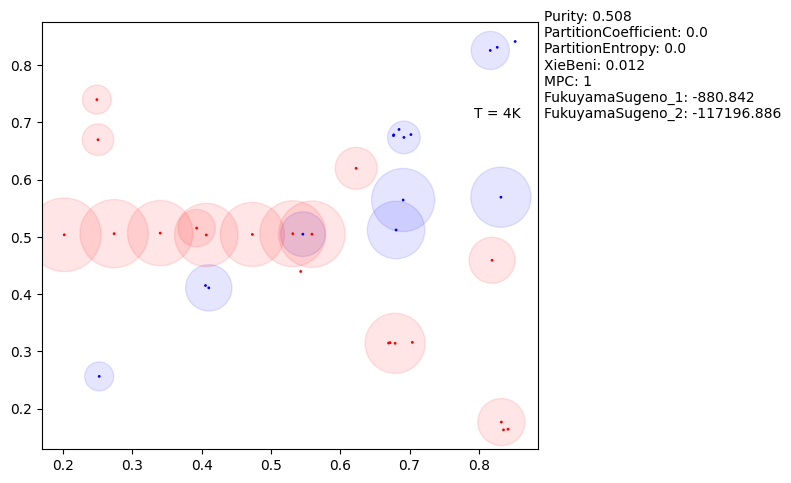 Purity: 0.508
PartitionCoefficient: 0.0
PartitionEntropy: 0.0
XieBeni: 0.012
MPC: 1
FukuyamaSugeno_1: -880.842
FukuyamaSugeno_2: -117196.886
T = 4K
0.8
0.7
0.6
0.5
0.4
0.3
0.2
0.2 0.3 0.4 0.5 0.6 0.7 0.8